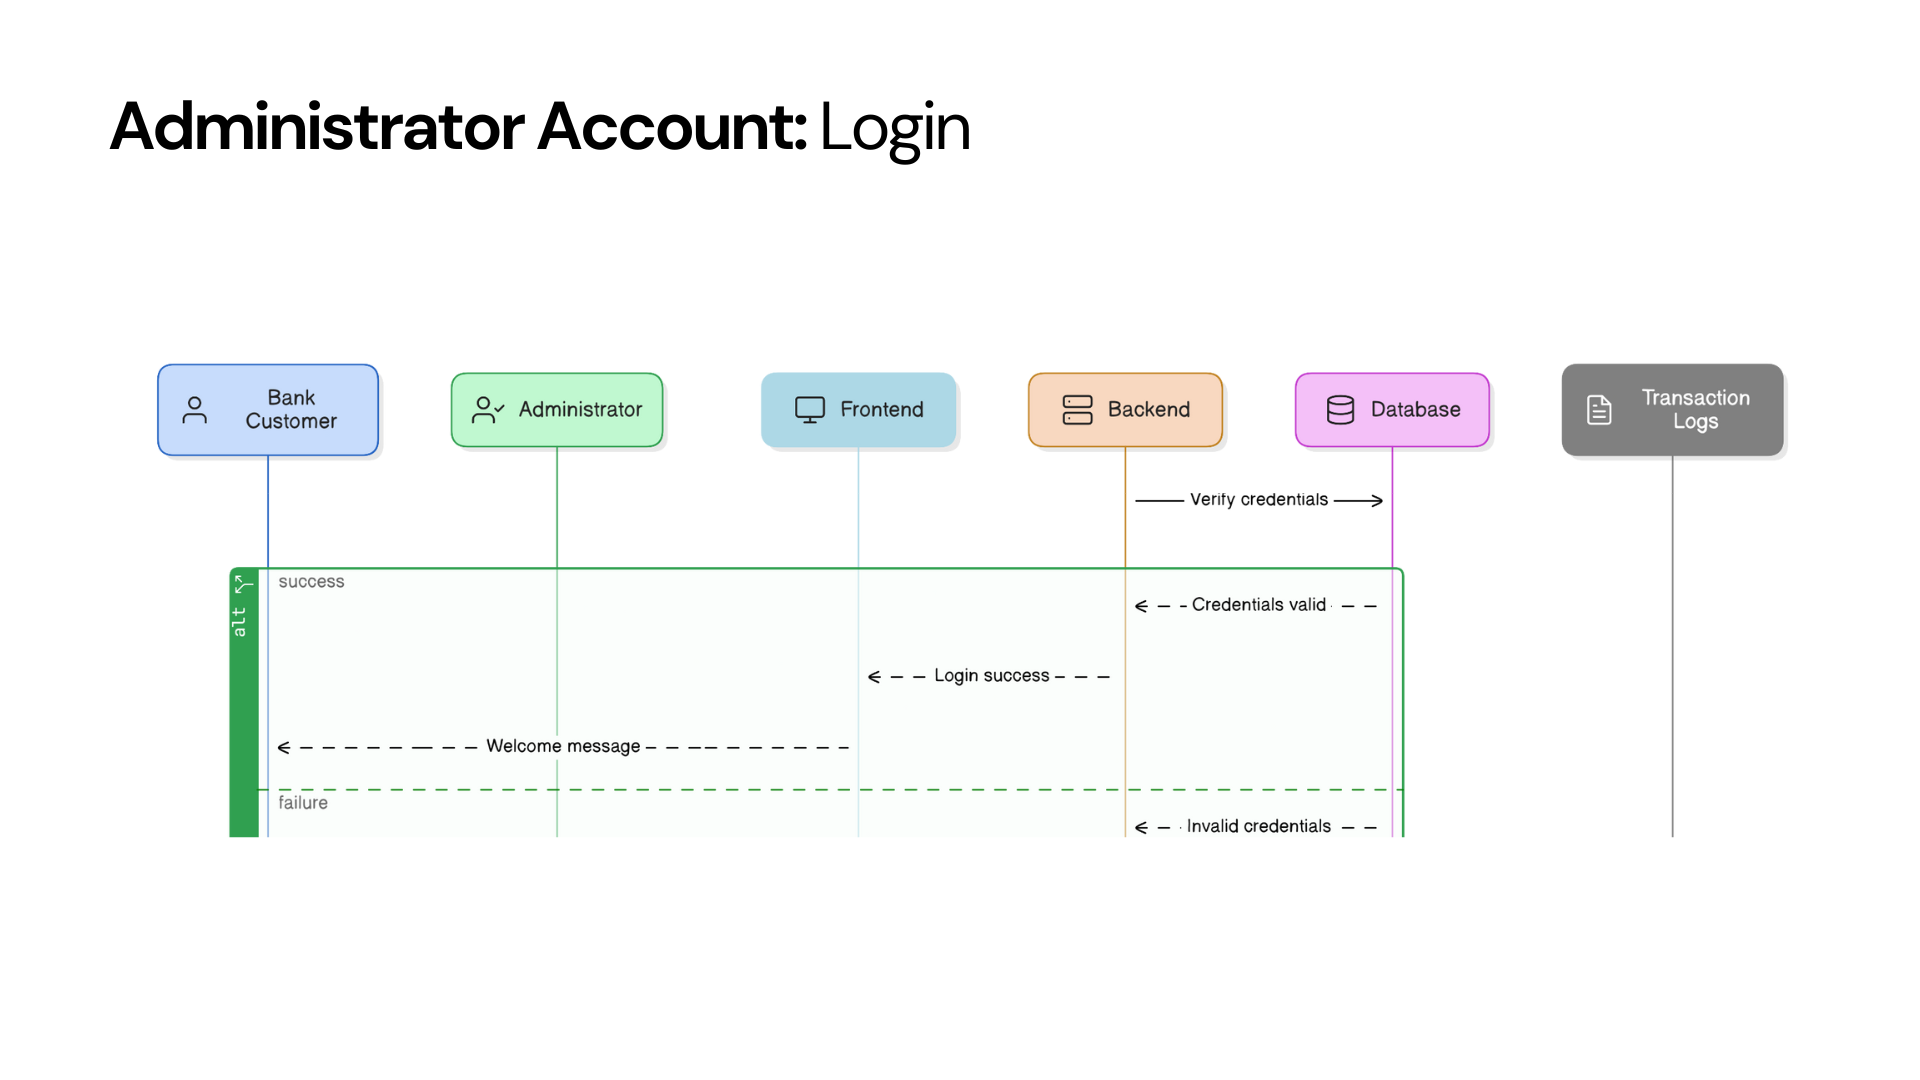 Administrator Account: Login
Bank
Customer
Administrator
Frontend
Backend
Database
Transaction
Logs
Verify credentials
alt
success
Credentials valid
Login success
Welcome message
failure
Invalid credentials